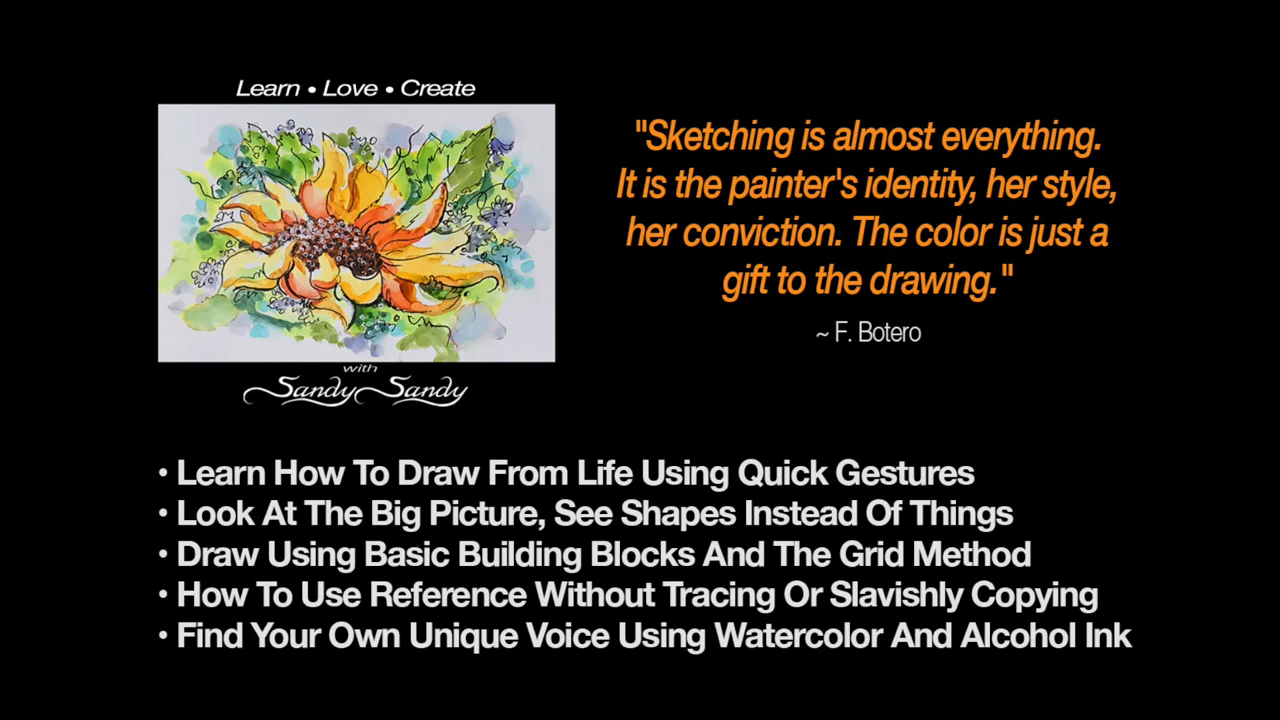 Learn • Love • Create
"Sketching is almost everything.
It is the painter's identity, her style,
her conviction. The color is just a
gift to the drawing."
~ F. Botero
with
Sandy Sandy
• Learn How To Draw From Life Using Quick Gestures
• Look At The Big Picture, See Shapes Instead Of Things
• Draw Using Basic Building Blocks And The Grid Method
• How To Use Reference Without Tracing Or Slavishly Copying
• Find Your Own Unique Voice Using Watercolor And Alcohol Ink